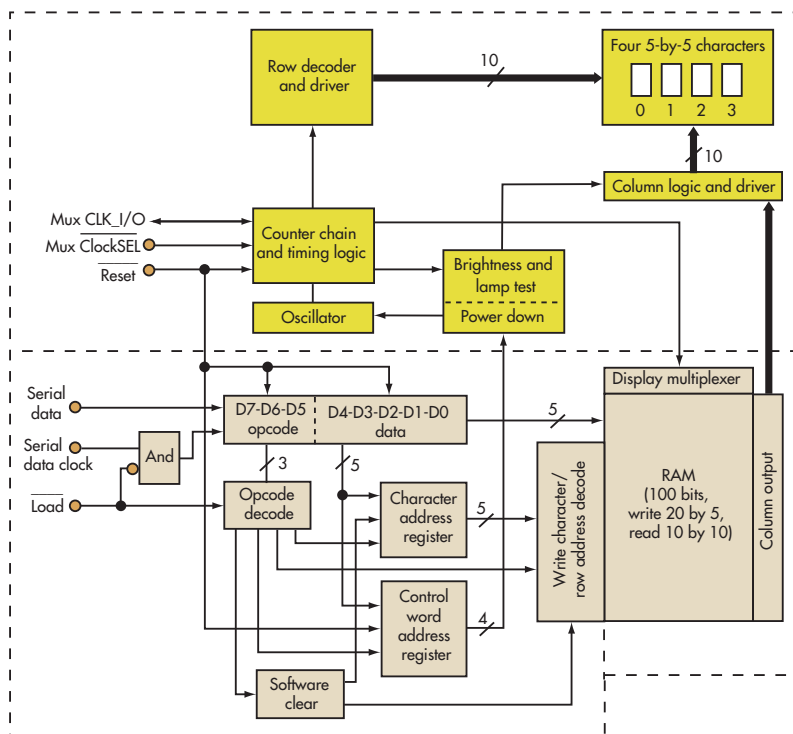 Row decoder
and driver
10
Four 5-by-5 characters
0 1 2 3
10
Column logic and driver
Mux CLK_I/O
Mux ClockSEL
Reset
Counter chain
and timing logic
Brightness and
lamp test
Power down
Oscillator
Display multiplexer
Serial
data
D7-D6-D5
opcode
D4-D3-D2-D1-D0
data
5
Serial
data clock
And
3
5
Load
Opcode
decode
Character
address
register
5
Write character/
row address decode
RAM
(100 bits,
write 20 by 5,
read 10 by 10)
Column output
Control
word
address
register
4
Software
clear